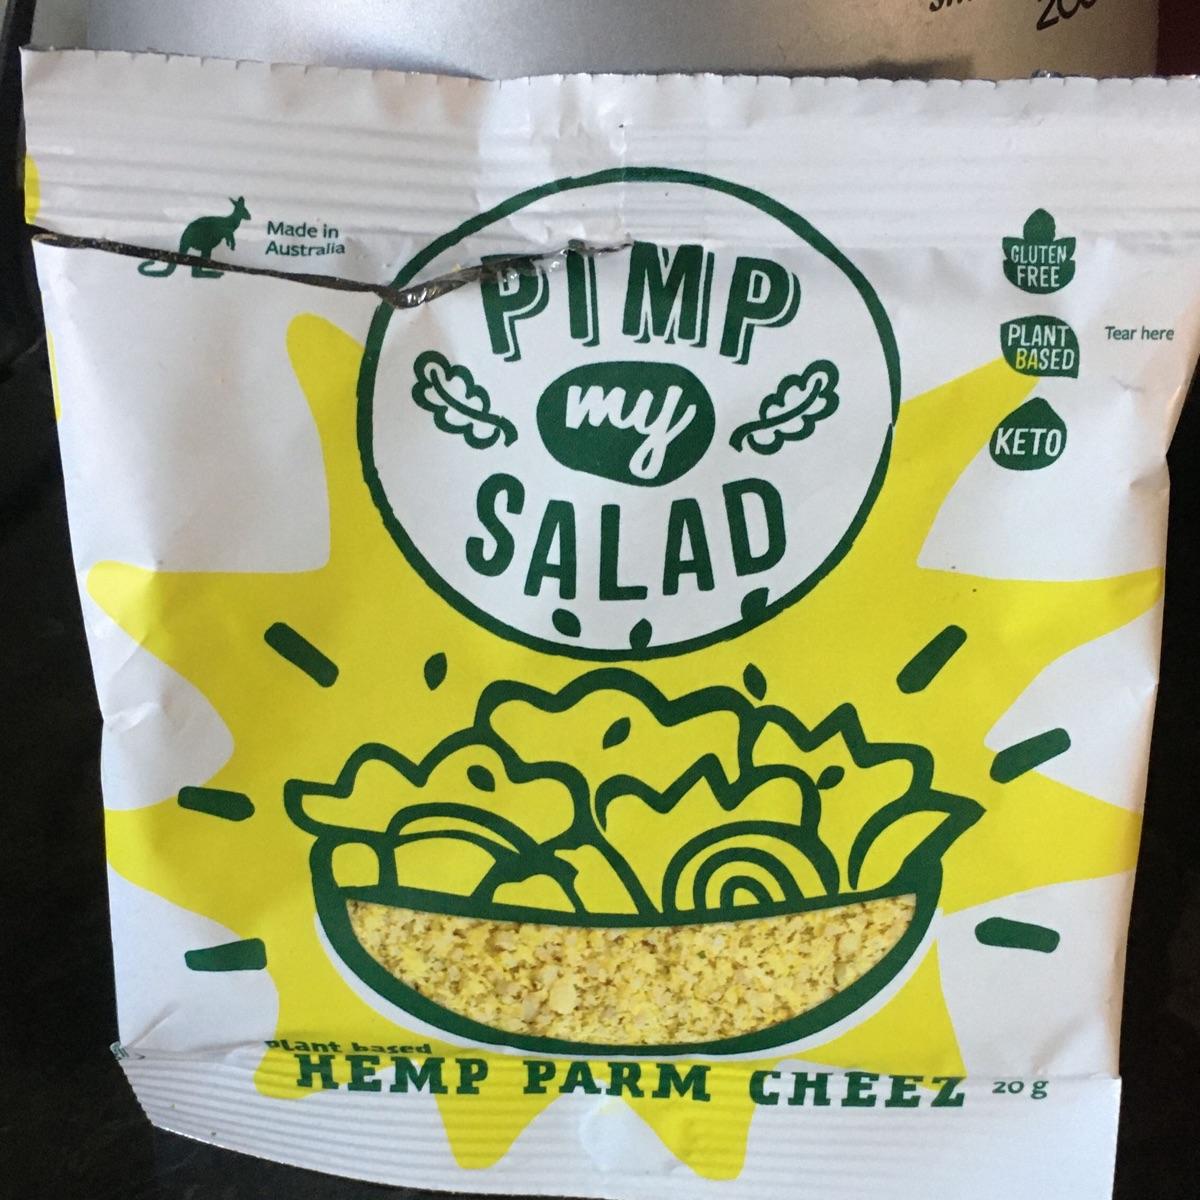 Made in
Australia
PIMP
my
SALAD
GLUTEN
FREE
PLANT
BASED
Tear here
KETO
Plant based
HEMP PARM CHEEZ 20 g